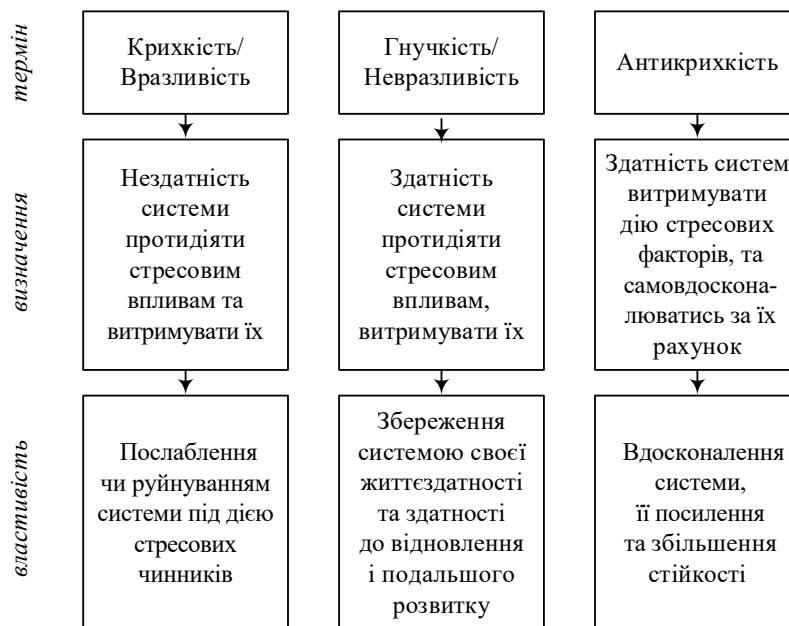 термін
Крихкість/
Вразливість
Гнучкість/
Невразливість
Антикрихкість
визначення
Нездатність
системи
протидіяти
стресовим
впливам та
витримувати їх
Здатність
системи
протидіяти
стресовим
впливам,
витримувати їх
Здатність систем
витримувати
дію стресових
факторів, та
самовдоскона-
люватись за їх
рахунок
властивість
Послаблення
чи руйнуванням
системи під дією
стресових
чинників
Збереження
системою своєї
життєздатності
та здатності
до відновлення
і подальшого
розвитку
Вдосконалення
системи,
її посилення
та збільшення
стійкості